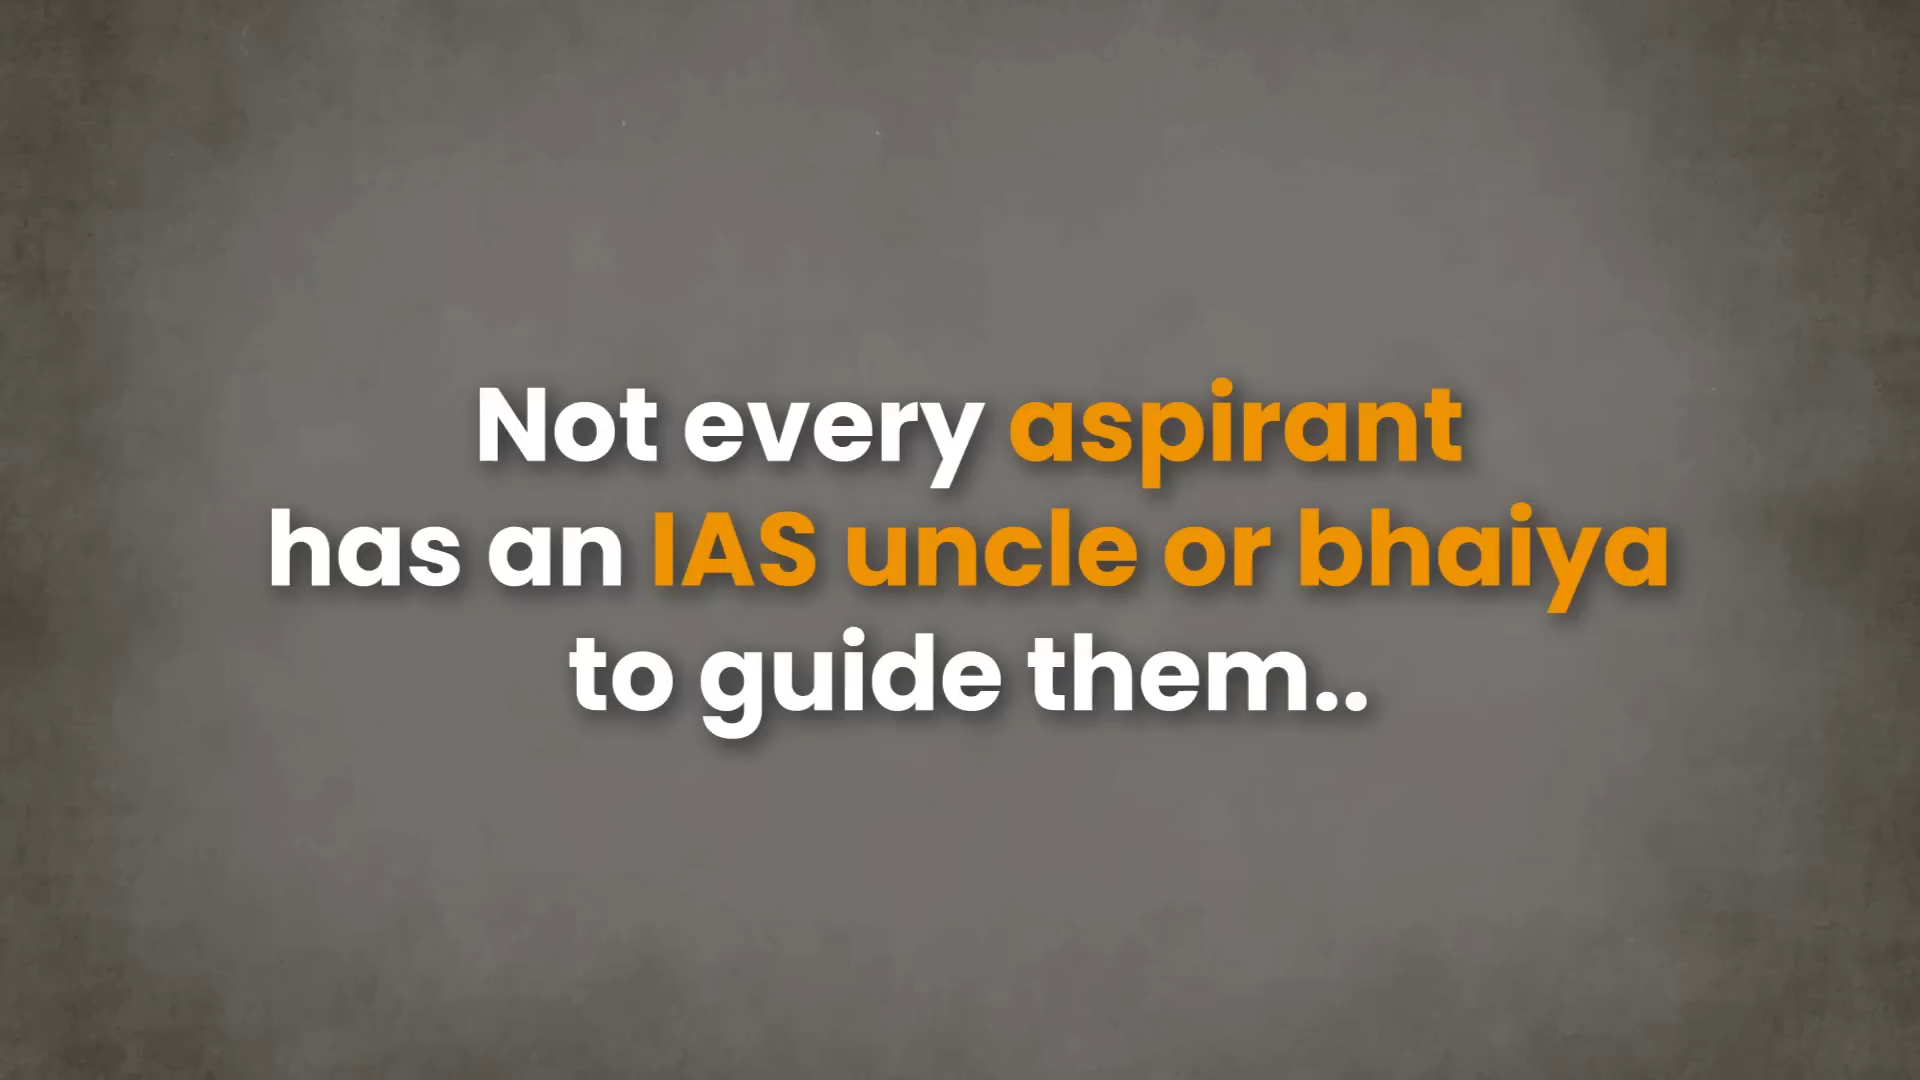 Not every aspirant
has an IAS uncle or bhaiya
to guide them..